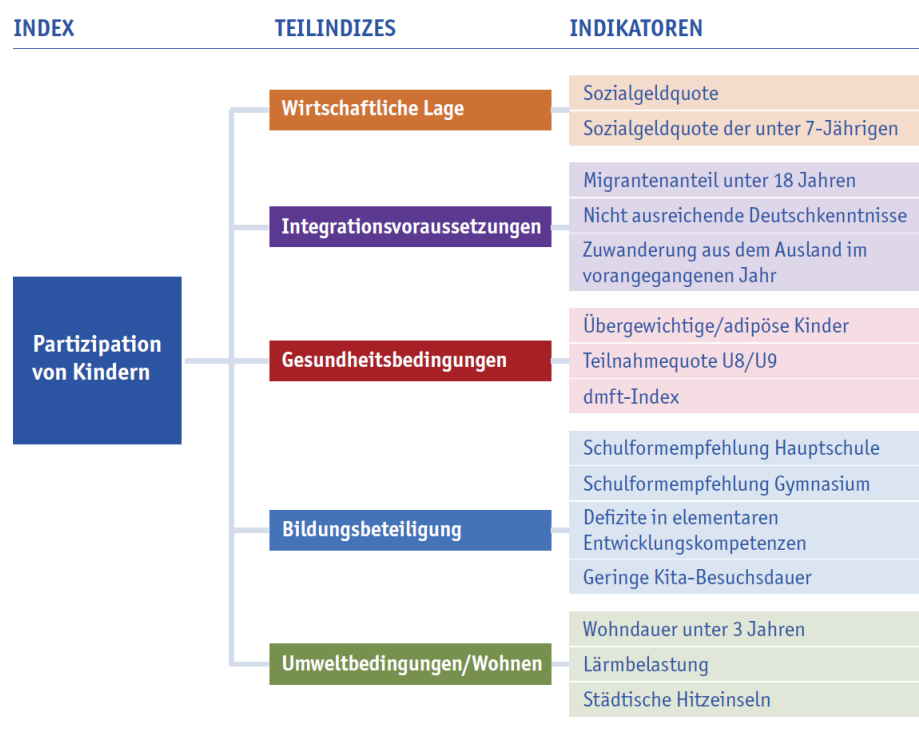 INDEX
TEILINDIZES
INDIKATOREN
Partizipation
von Kindern
Wirtschaftliche Lage
Sozialgeldquote
Sozialgeldquote der unter 7-Jährigen
Integrationsvoraussetzungen
Migrantenanteil unter 18 Jahren
Nicht ausreichende Deutschkenntnisse
Zuwanderung aus dem Ausland im
vorangegangenen Jahr
Gesundheitsbedingungen
Übergewichtige/adipöse Kinder
Teilnahmequote U8/U9
dmft-Index
Bildungsbeteiligung
Schulformempfehlung Hauptschule
Schulformempfehlung Gymnasium
Defizite in elementaren
Entwicklungskompetenzen
Geringe Kita-Besuchsdauer
Umweltbedingungen/Wohnen
Wohndauer unter 3 Jahren
Lärmbelastung
Städtische Hitzeinseln